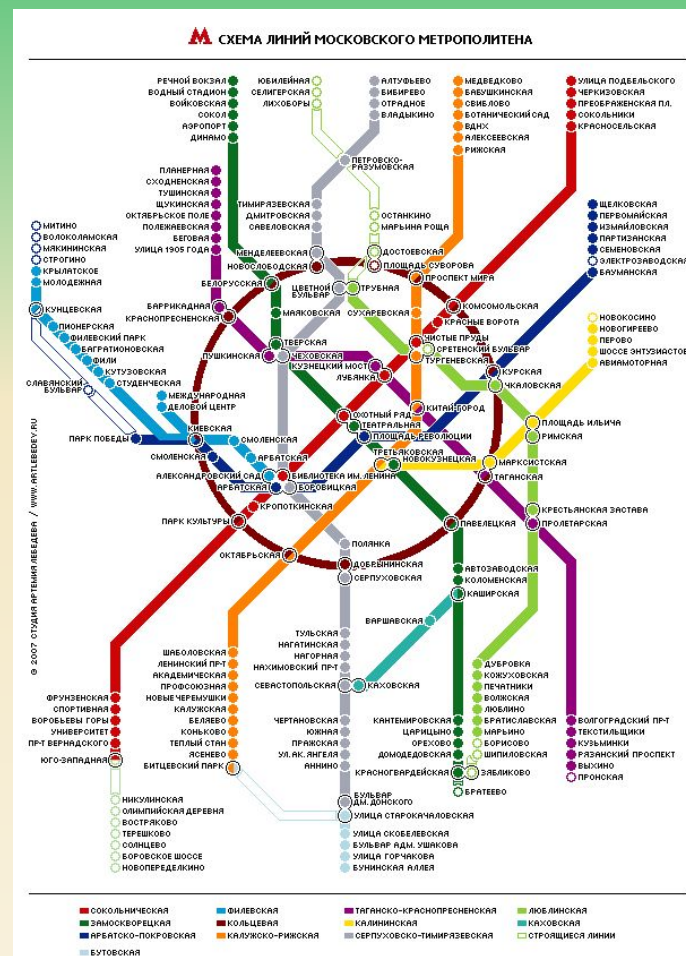 М СХЕМА ЛИНИЙ МОСКОВСКОГО МЕТРОПОЛИТЕНА
РЕЧНОЙ ВОКЗАЛ
ВОДНЫЙ СТАДИОН
ВОЙКОВСКАЯ
СОКОЛ
АЭРОПОРТ
ДИНАМО
ЮБИЛЕЙНАЯ
СЕЛИГЕРСКАЯ
ЛИХОБОРЫ
АЛТУФЬЕВО
БИБИРЕВО
ОТРАДНОЕ
ВЛАДЫКИНО
МЕДВЕДКОВО
БАБУШКИНСКАЯ
СВИБЛОВО
БОТАНИЧЕСКИЙ САД
ВДНХ
АЛЕКСЕЕВСКАЯ
РИЖСКАЯ
УЛИЦА ПОДБЕЛЬСКОГО
ЧЕРКИЗОВСКАЯ
ПРЕОБРАЖЕНСКАЯ ПЛ.
СОКОЛЬНИКИ
КРАСНОСЕЛЬСКАЯ
ПЕТРОВСКО-
РАЗУМОВСКАЯ
ПЛАНЕРНАЯ
СХОДНЕНСКАЯ
ТУШИНСКАЯ
ЩУКИНСКАЯ
ОКТЯБРЬСКОЕ ПОЛЕ
ПОЛЕЖАЕВСКАЯ
БЕГОВАЯ
УЛИЦА 1905 ГОДА
ТИМИРЯЗЕВСКАЯ
ДМИТРОВСКАЯ
САВЕЛОВСКАЯ
ОСТАНКИНО
МАРЬИНА РОЩА
ЩЕЛКОВСКАЯ
ПЕРВОМАЙСКАЯ
ИЗМАЙЛОВСКАЯ
ПАРТИЗАНСКАЯ
СЕМЕНОВСКАЯ
ЭЛЕКТРОЗАВОДСКАЯ
БАУМАНСКАЯ
МИТИНО
ВОЛОКОЛАМСКАЯ
МЯКИНИНСКАЯ
СТРОГИНО
КРЫЛАТСКОЕ
МОЛОДЕЖНАЯ
МЕНДЕЛЕЕВСКАЯ
НОВОСЛОБОДСКАЯ
ДОСТОЕВСКАЯ
ПЛОЩАДЬ СУВОРОВА
БЕЛОРУССКАЯ
ЦВЕТНОЙ
БУЛЬВАР
ТРУБНАЯ
ПРОСПЕКТ МИРА
КУНЦЕВСКАЯ
БАРРИКАДНАЯ
КРАСНОПРЕСНЕНСКАЯ
МАЯКОВСКАЯ
СУХАРЕВСКАЯ
КОМСОМОЛЬСКАЯ
КРАСНЫЕ ВОРОТА
НОВОКОСИНО
НОВОГИРЕЕВО
ПЕРОВО
ШОССЕ ЭНТУЗИАСТОВ
АВИАМОТОРНАЯ
ПИОНЕРСКАЯ
ФИЛЕВСКИЙ ПАРК
БАГРАТИОНОВСКАЯ
ФИЛИ
КУТУЗОВСКАЯ
СТУДЕНЧЕСКАЯ
СЛАВЯНСКИЙ
БУЛЬВАР
ТВЕРСКАЯ
ПУШКИНСКАЯ
ЧЕХОВСКАЯ
КУЗНЕЦКИЙ МОСТ
ЛУБЯНКА
ЧИСТЫЕ ПРУДЫ
СРЕТЕНСКИЙ БУЛЬВАР
ТУРГЕНЕВСКАЯ
КУРСКАЯ
ЧКАЛОВСКАЯ
МЕЖДУНАРОДНАЯ
ДЕЛОВОЙ ЦЕНТР
ОХОТНЫЙ РЯД
ТЕАТРАЛЬНАЯ
ПЛОЩАДЬ РЕВОЛЮЦИИ
КИТАЙ-ГОРОД
ПЛОЩАДЬ ИЛЬИЧА
РИМСКАЯ
ПАРК ПОБЕДЫ
КИЕВСКАЯ
СМОЛЕНСКАЯ
СМОЛЕНСКАЯ
АРБАТСКАЯ
ТРЕТЬЯКОВСКАЯ
НОВОКУЗНЕЦКАЯ
МАРКСИСТСКАЯ
ТАГАНСКАЯ
АЛЕКСАНДРОВСКИЙ САД
БИБЛИОТЕКА ИМ. ЛЕНИНА
АРБАТСКАЯ
БОРОВИЦКАЯ
КРОПОТКИНСКАЯ
ПАРК КУЛЬТУРЫ
ПАВЕЛЕЦКАЯ
КРЕСТЬЯНСКАЯ ЗАСТАВА
ПРОЛЕТАРСКАЯ
ОКТЯБРЬСКАЯ
ПОЛЯНКА
ДОБРЫНИНСКАЯ
СЕРПУХОВСКАЯ
АВТОЗАВОДСКАЯ
КОЛОМЕНСКАЯ
КАШИРСКАЯ
ВАРШАВСКАЯ
КАХОВСКАЯ
© 2007 СТУДИЯ АРТЕМИЯ ЛЕБЕДЕВА / WWW.ARTLEBEDEV.RU
ТУЛЬСКАЯ
НАГАТИНСКАЯ
НАГОРНАЯ
НАХИМОВСКИЙ ПР-Т
СЕВАСТОПОЛЬСКАЯ
ШАБОЛОВСКАЯ
ЛЕНИНСКИЙ ПР-Т
АКАДЕМИЧЕСКАЯ
ПРОФСОЮЗНАЯ
НОВЫЕ ЧЕРЕМУШКИ
КАЛУЖСКАЯ
БЕЛЯЕВО
КОНЬКОВО
ТЕПЛЫЙ СТАН
ЯСЕНЕВО
БИТЦЕВСКИЙ ПАРК
ФРУНЗЕНСКАЯ
СПОРТИВНАЯ
ВОРОБЬЕВЫ ГОРЫ
УНИВЕРСИТЕТ
ПР-Т ВЕРНАДСКОГО
ЮГО-ЗАПАДНАЯ
ЧЕРТАНОВСКАЯ
ЮЖНАЯ
ПРАЖСКАЯ
УЛ. АК. ЯНГЕЛЯ
АННИНО
БУЛЬВАР
ДМ. ДОНСКОГО
УЛИЦА СТАРОКАЧАЛОВСКАЯ
КАНТЕМИРОВСКАЯ
ЦАРИЦЫНО
ОРЕХОВО
ДОМОДЕДОВСКАЯ
КРАСНОГВАРДЕЙСКАЯ
БРАТЕЕВО
ДУБРОВКА
КОЖУХОВСКАЯ
ПЕЧАТНИКИ
ВОЛЖСКАЯ
ЛЮБЛИНО
БРАТИСЛАВСКАЯ
МАРЬИНО
БОРИСОВО
ШИПИЛОВСКАЯ
ЗЯБЛИКОВО
ВОЛГОГРАДСКИЙ ПР-Т
ТЕКСТИЛЬЩИКИ
КУЗЬМИНКИ
РЯЗАНСКИЙ ПРОСПЕКТ
ВЫХИНО
ПРОНСКАЯ
НИКУЛИНСКАЯ
ОЛИМПИЙСКАЯ ДЕРЕВНЯ
ВОСТРЯКОВО
ТЕРЕШКОВО
СОЛНЦЕВО
БОРОВСКОЕ ШОССЕ
НОВОПЕРЕДЕЛКИНО
УЛИЦА СКОБЕЛЕВСКАЯ
БУЛЬВАР АДМ. УШАКОВА
УЛИЦА ГОРЧАКОВА
БУНИНСКАЯ АЛЛЕЯ
СОКОЛЬНИЧЕСКАЯ
ЗАМОСКВОРЕЦКАЯ
АРБАТСКО-ПОКРОВСКАЯ
БУТОВСКАЯ
ФИЛЕВСКАЯ
КОЛЬЦЕВАЯ
КАЛУЖСКО-РИЖСКАЯ
ТАГАНСКО-КРАСНОПРЕСНЕНСКАЯ
КАЛИНИНСКАЯ
СЕРПУХОВСКО-ТИМИРЯЗЕВСКАЯ
ЛЮБЛИНСКАЯ
КАХОВСКАЯ
СТРОЯЩИЕСЯ ЛИНИИ